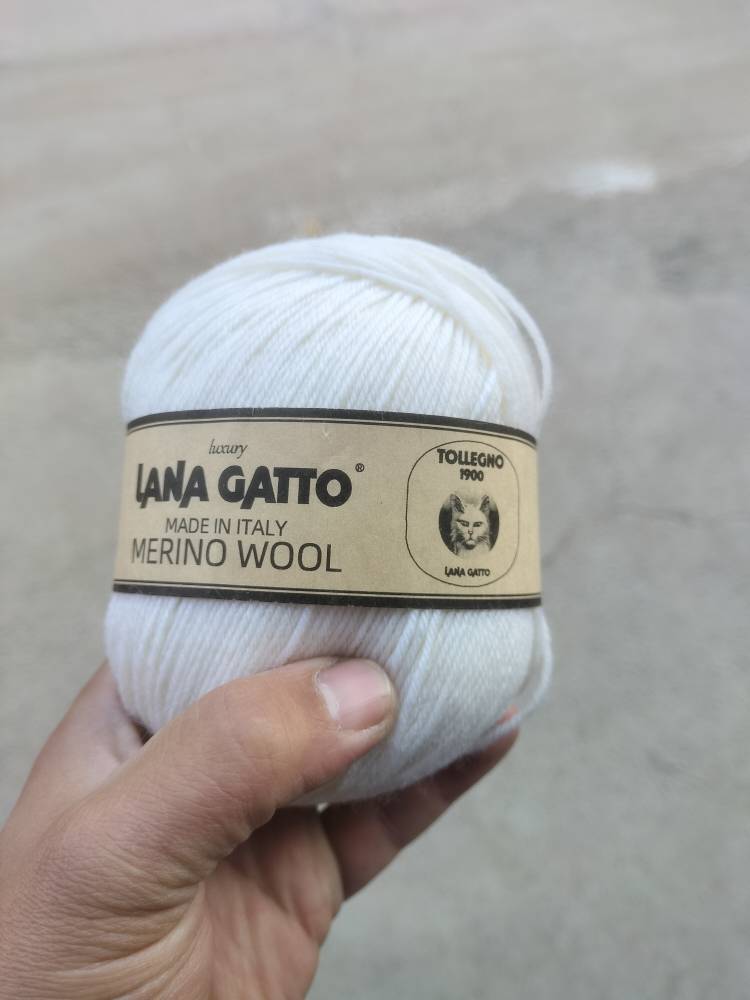 luxury
LANA GATTO®
MADE IN ITALY
MERINO WOOL
TOLLEGNO
1900
LANA GATTO